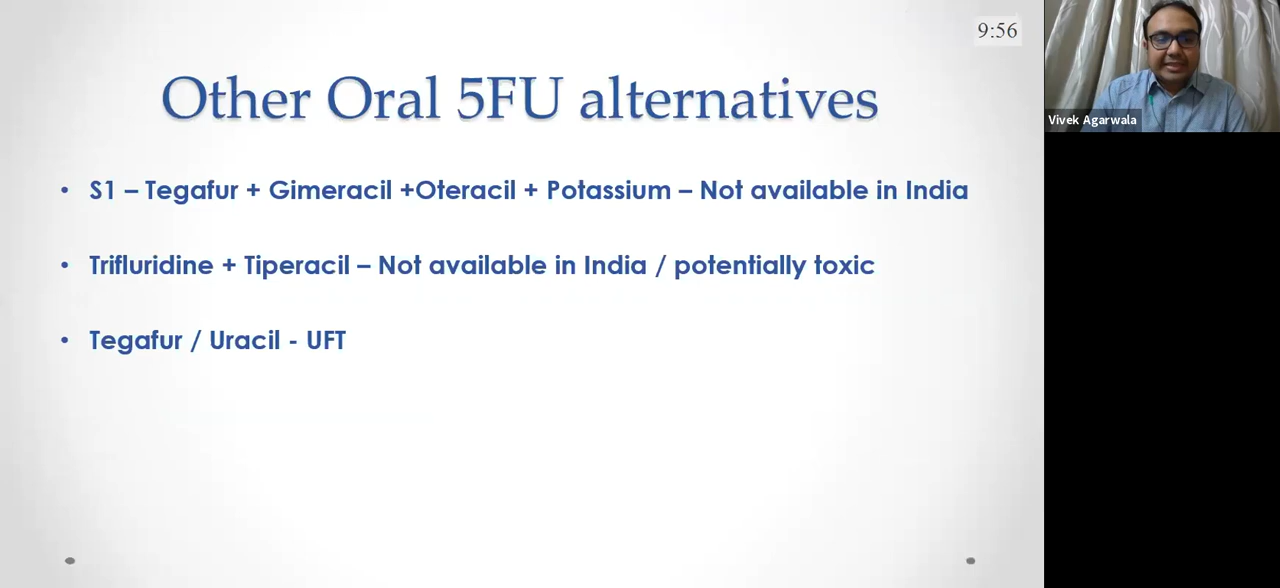 9:56
Other Oral 5FU alternatives
• S1 – Tegafur + Gimeracil +Oteracil + Potassium – Not available in India
• Trifluridine + Tiperacil – Not available in India / potentially toxic
• Tegafur / Uracil - UFT
Vivek Agarwala